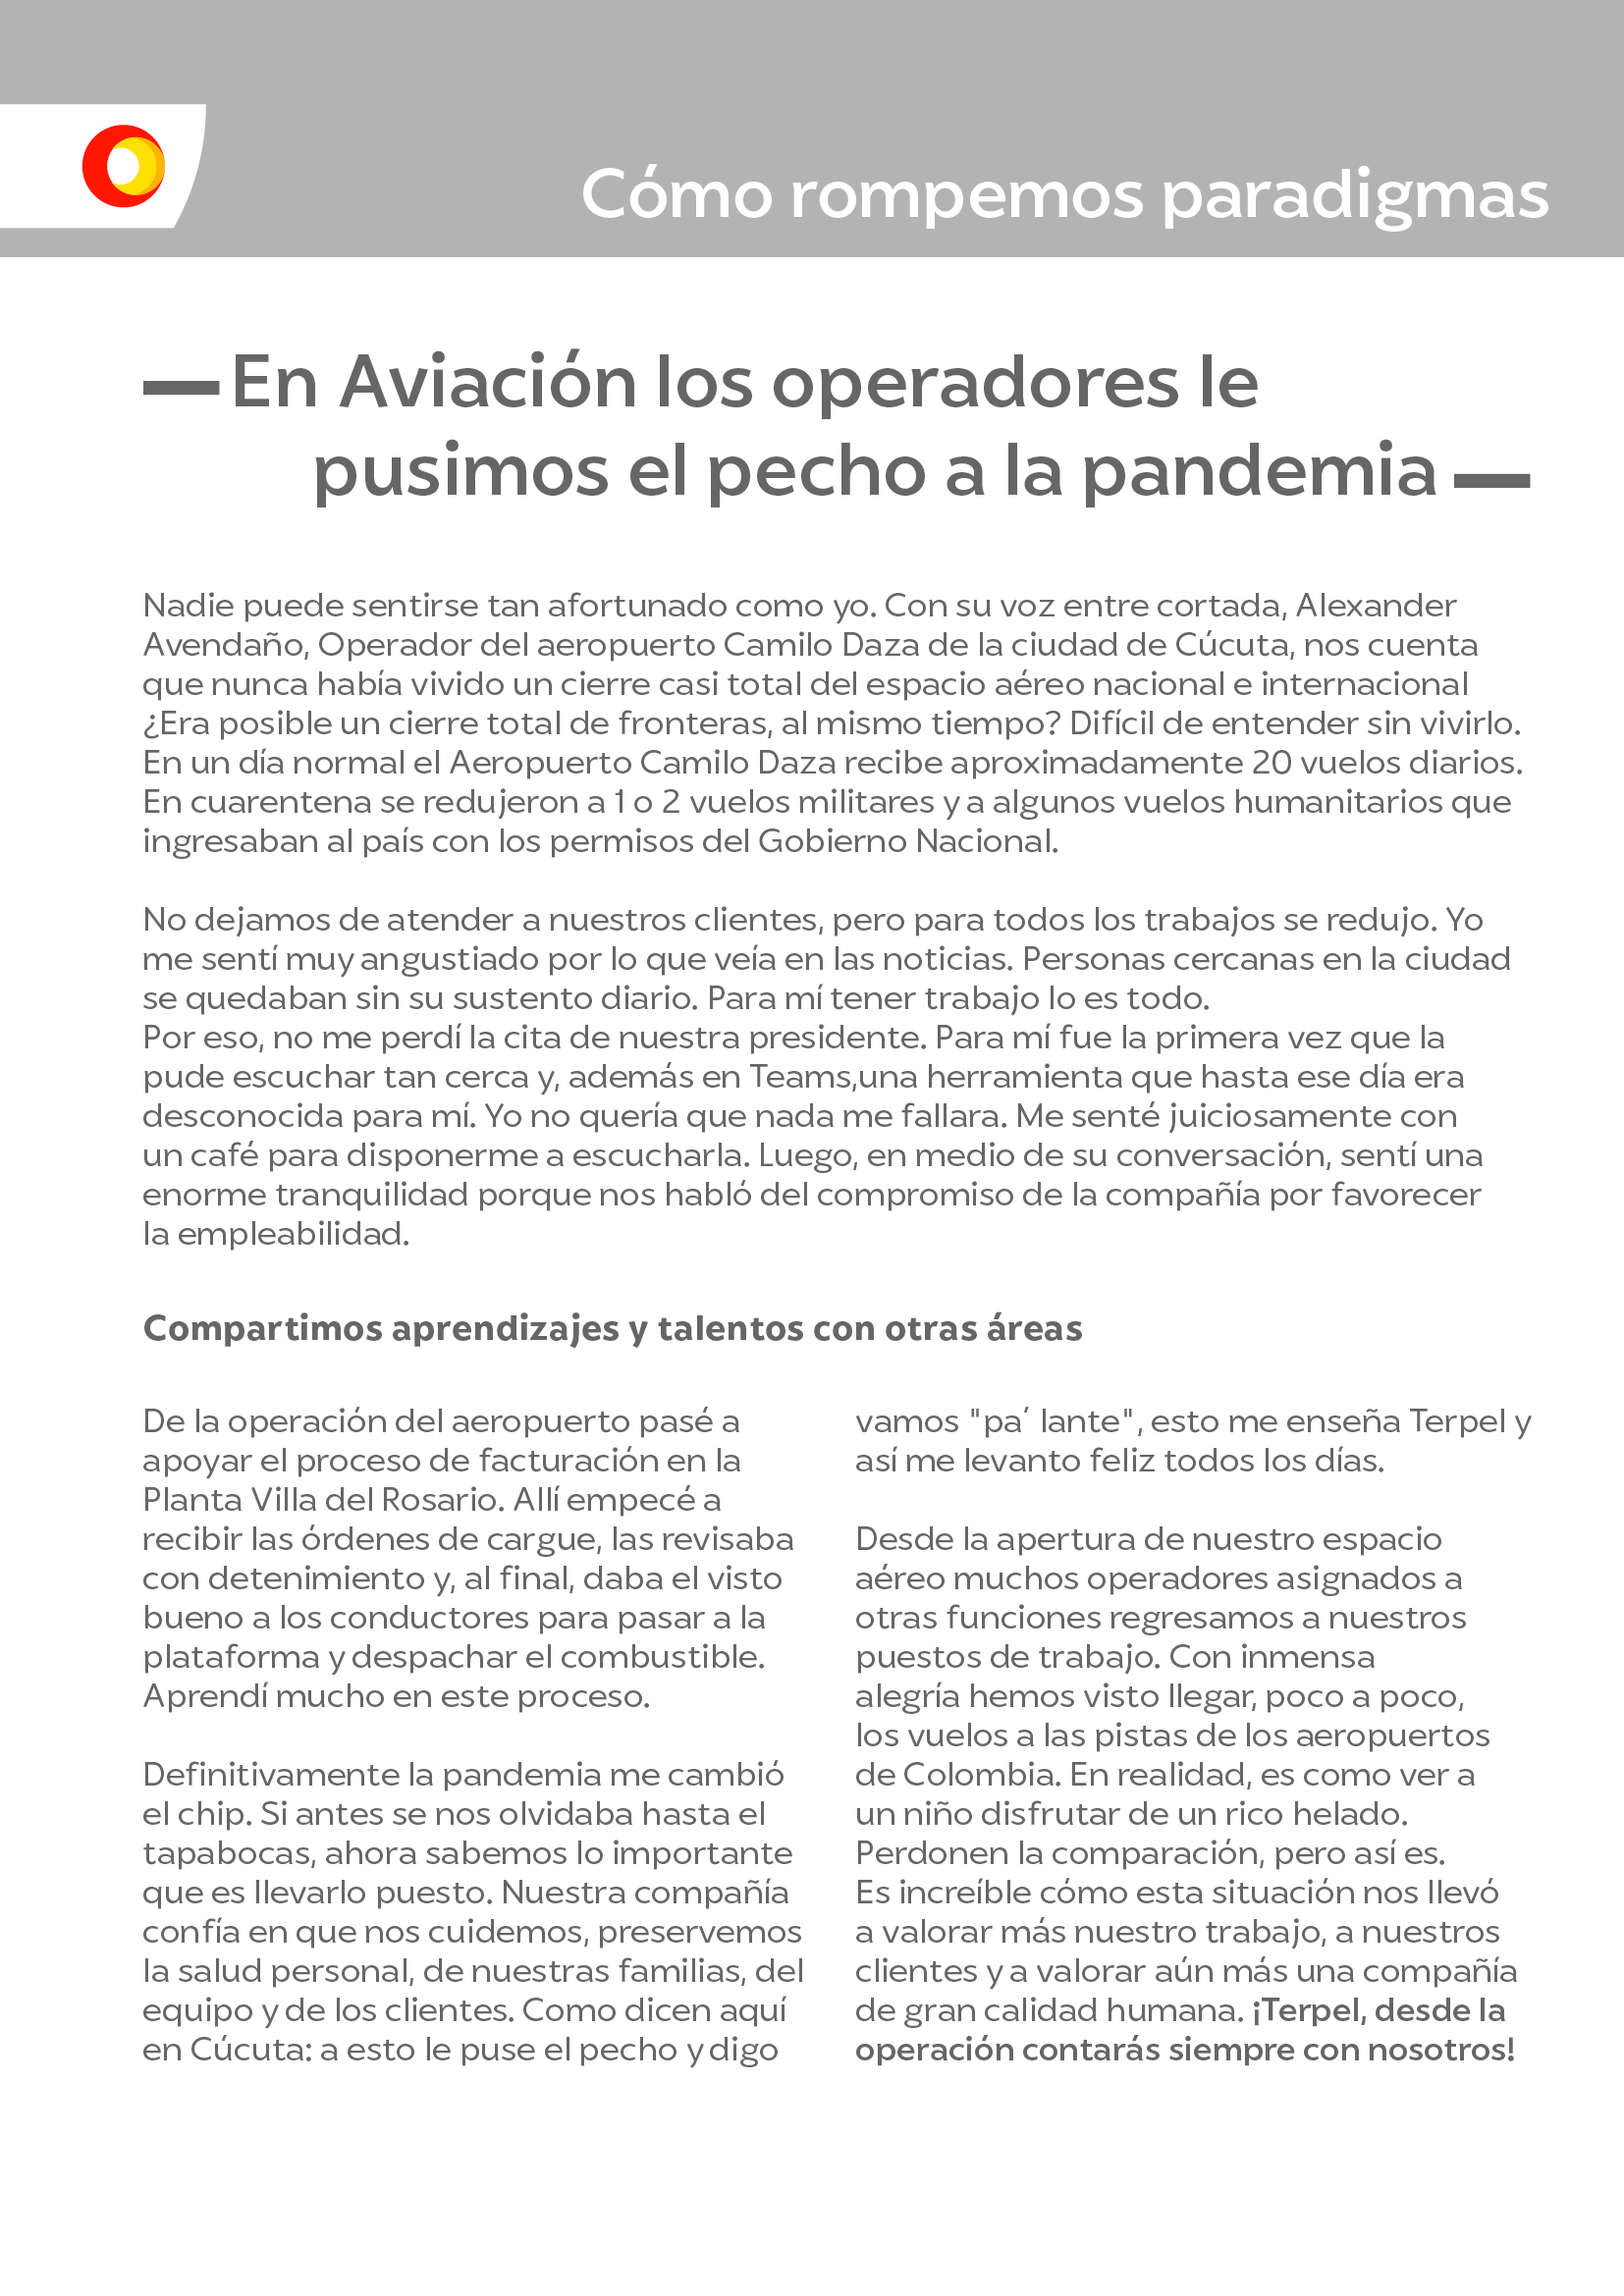 Cómo rompemos paradigmas
En Aviación los operadores le
pusimos el pecho a la pandemia
Nadie puede sentirse tan afortunado como yo. Con su voz entre cortada, Alexander
Avendaño, Operador del aeropuerto Camilo Daza de la ciudad de Cúcuta, nos cuenta
que nunca había vivido un cierre casi total del espacio aéreo nacional e internacional
¿Era posible un cierre total de fronteras, al mismo tiempo? Difícil de entender sin vivirlo.
En un día normal el Aeropuerto Camilo Daza recibe aproximadamente 20 vuelos diarios.
En cuarentena se redujeron a 1 o 2 vuelos militares y a algunos vuelos humanitarios que
ingresaban al país con los permisos del Gobierno Nacional.
No dejamos de atender a nuestros clientes, pero para todos los trabajos se redujo. Yo
me sentí muy angustiado por lo que veía en las noticias. Personas cercanas en la ciudad
se quedaban sin su sustento diario. Para mí tener trabajo lo es todo.
Por eso, no me perdí la cita de nuestra presidente. Para mí fue la primera vez que la
pude escuchar tan cerca y, además en Teams,una herramienta que hasta ese día era
desconocida para mí. Yo no quería que nada me fallara. Me senté juiciosamente con
un café para disponerme a escucharla. Luego, en medio de su conversación, sentí una
enorme tranquilidad porque nos habló del compromiso de la compañía por favorecer
la empleabilidad.
Compartimos aprendizajes y talentos con otras áreas
De la operación del aeropuerto pasé a
apoyar el proceso de facturación en la
Planta Villa del Rosario. Allí empecé a
recibir las órdenes de cargue, las revisaba
con detenimiento y, al final, daba el visto
bueno a los conductores para pasar a la
plataforma y despachar el combustible.
Aprendí mucho en este proceso.
Definitivamente la pandemia me cambió
el chip. Si antes se nos olvidaba hasta el
tapabocas, ahora sabemos lo importante
que es llevarlo puesto. Nuestra compañía
confía en que nos cuidemos, preservemos
la salud personal, de nuestras familias, del
equipo y de los clientes. Como dicen aquí
en Cúcuta: a esto le puse el pecho y digo
vamos "pa´ lante", esto me enseña Terpel y
así me levanto feliz todos los días.
Desde la apertura de nuestro espacio
aéreo muchos operadores asignados a
otras funciones regresamos a nuestros
puestos de trabajo. Con inmensa
alegría hemos visto llegar, poco a poco,
los vuelos a las pistas de los aeropuertos
de Colombia. En realidad, es como ver a
un niño disfrutar de un rico helado.
Perdonen la comparación, pero así es.
Es increíble cómo esta situación nos llevó
a valorar más nuestro trabajo, a nuestros
clientes y a valorar aún más una compañía
de gran calidad humana. ¡Terpel, desde la
operación contarás siempre con nosotros!